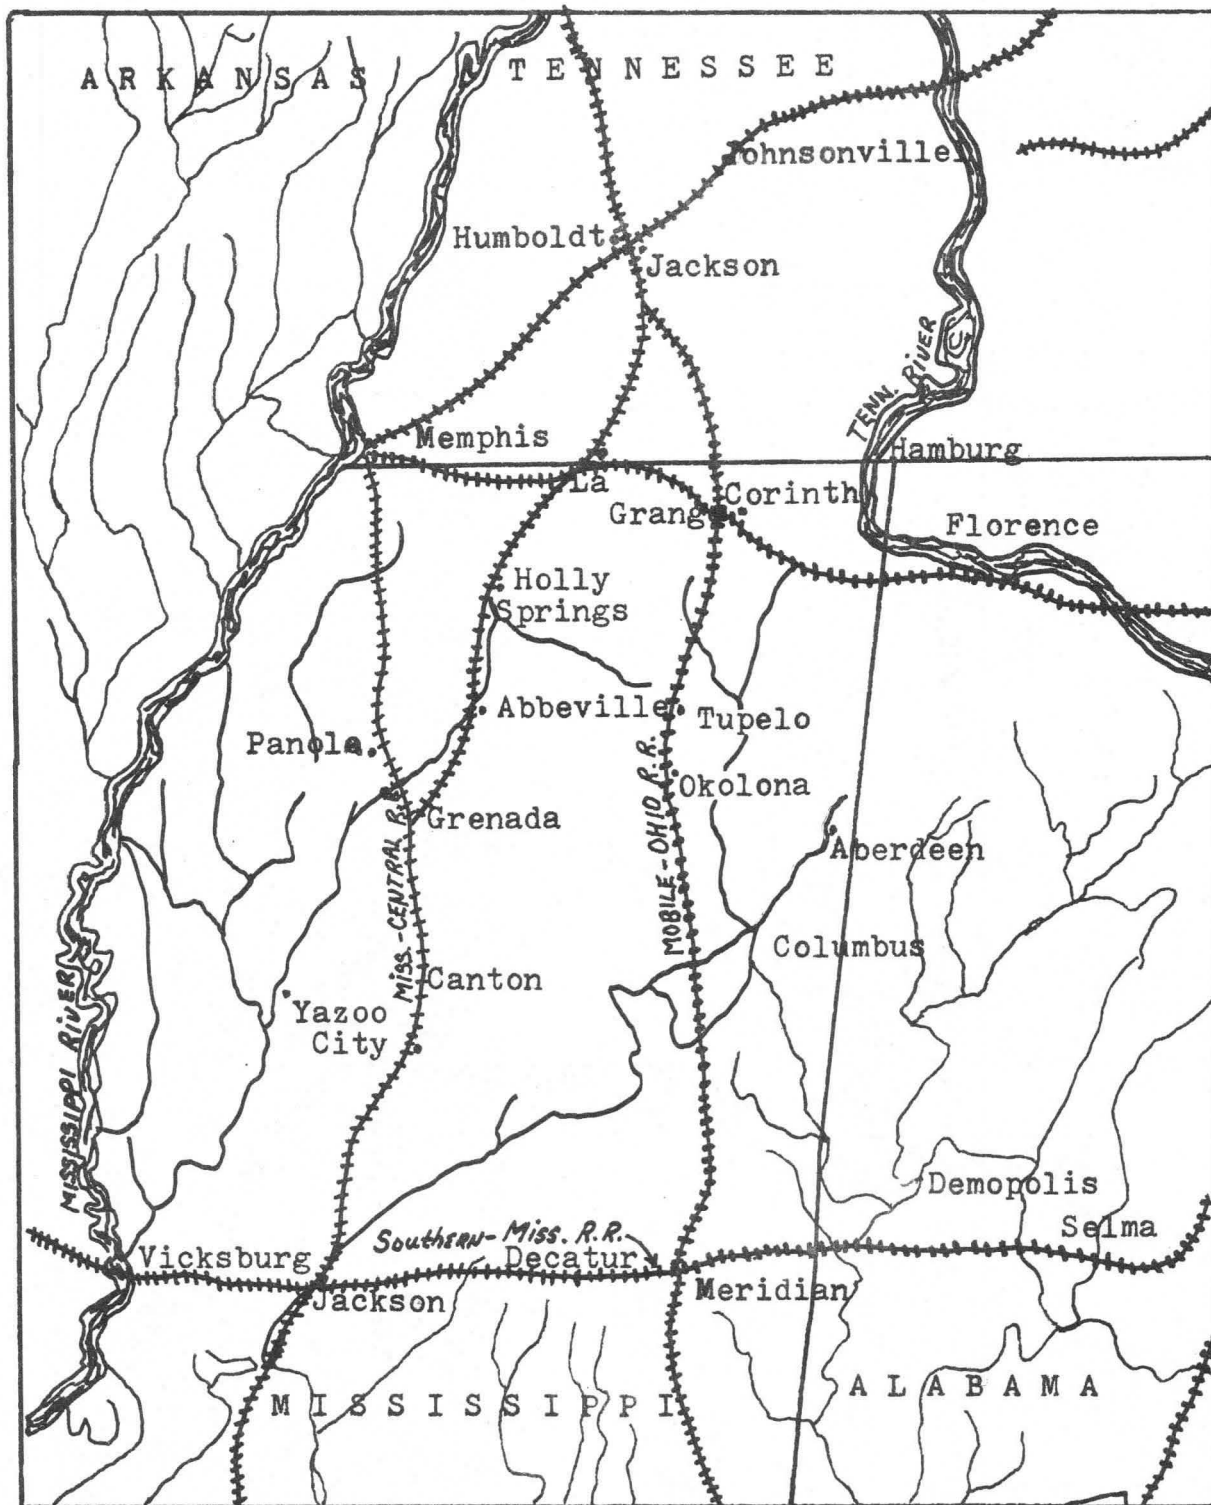 ARKANSAS
TENNESSEE
Johnsonville
Humboldt
Jackson
TENN. RIVER
Memphis
Hamburg
La
Grange
Corinth
Florence
Holly
Springs
Abbeville
Tupelo
Panola
Okolona
Grenada
Aberdeen
MISS.-CENTRAL R.R.
MOBILE-OHIO R.R.
Columbus
Canton
Yazoo
City
MISSISSIPPI RIVER
Demopolis
Selma
SOUTHERN-MISS. R.R.
Vicksburg
Decatur
Jackson
Meridian
MISSISSIPPI
ALABAMA